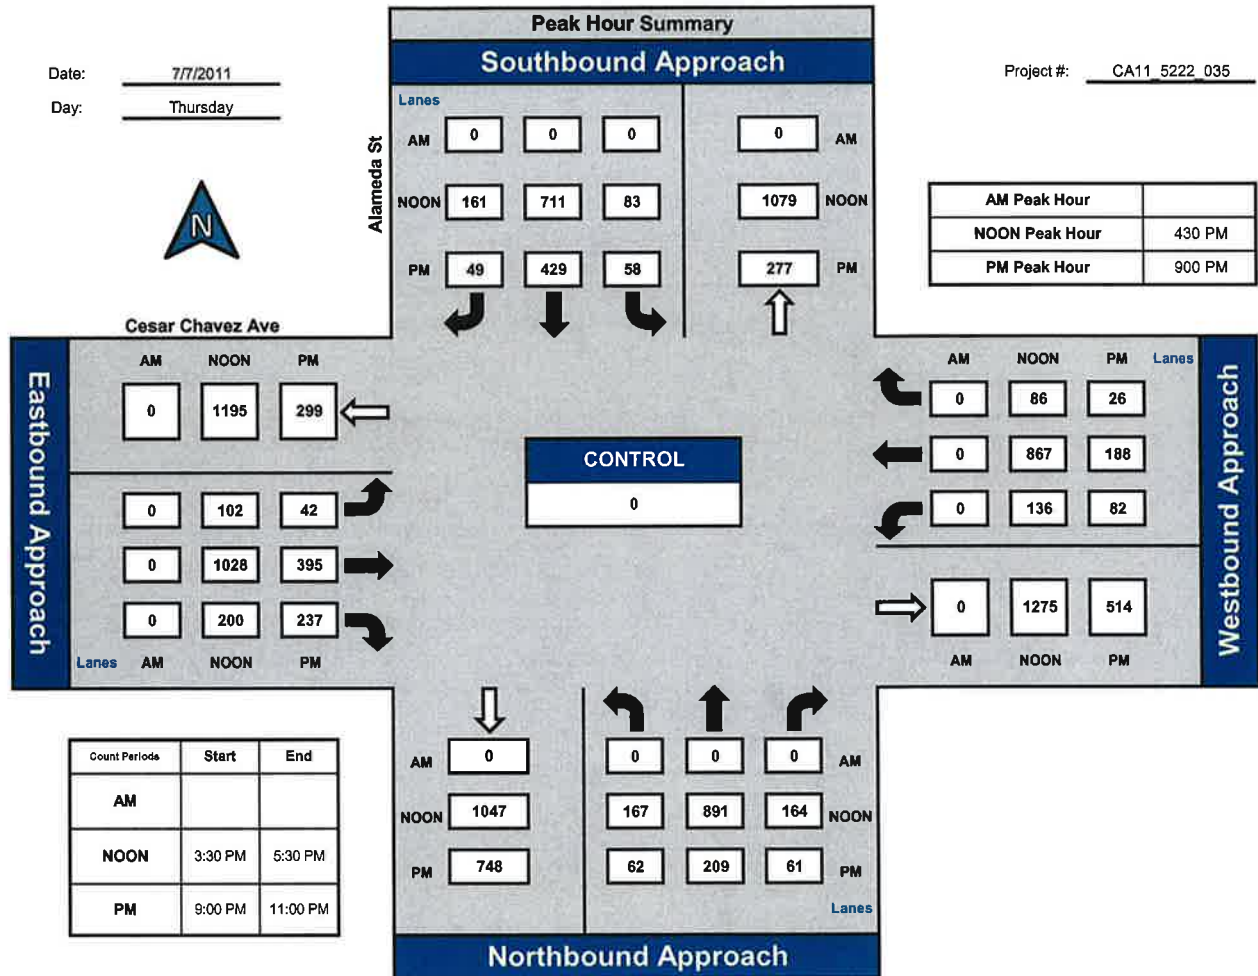 Peak Hour Summary
Southbound Approach
Date: 7/7/2011
Day: Thursday
Project #: CA11_5222_035
N
Alameda St
Lanes
AM 0 0 0 0 AM
NOON 161 711 83 1079 NOON
PM 49 429 58 277 PM
AM Peak Hour
NOON Peak Hour 430 PM
PM Peak Hour 900 PM
Cesar Chavez Ave
Eastbound Approach
AM NOON PM
0 1195 299
0 102 42
0 1028 395
0 200 237
Lanes AM NOON PM
CONTROL
0
AM NOON PM Lanes
0 86 26
0 867 188
0 136 82
0 1275 514
AM NOON PM
Westbound Approach
Count Periods Start End
AM
NOON 3:30 PM 5:30 PM
PM 9:00 PM 11:00 PM
AM 0 0 0 0 AM
NOON 1047 167 891 164 NOON
PM 748 62 209 61 PM
Lanes
Northbound Approach